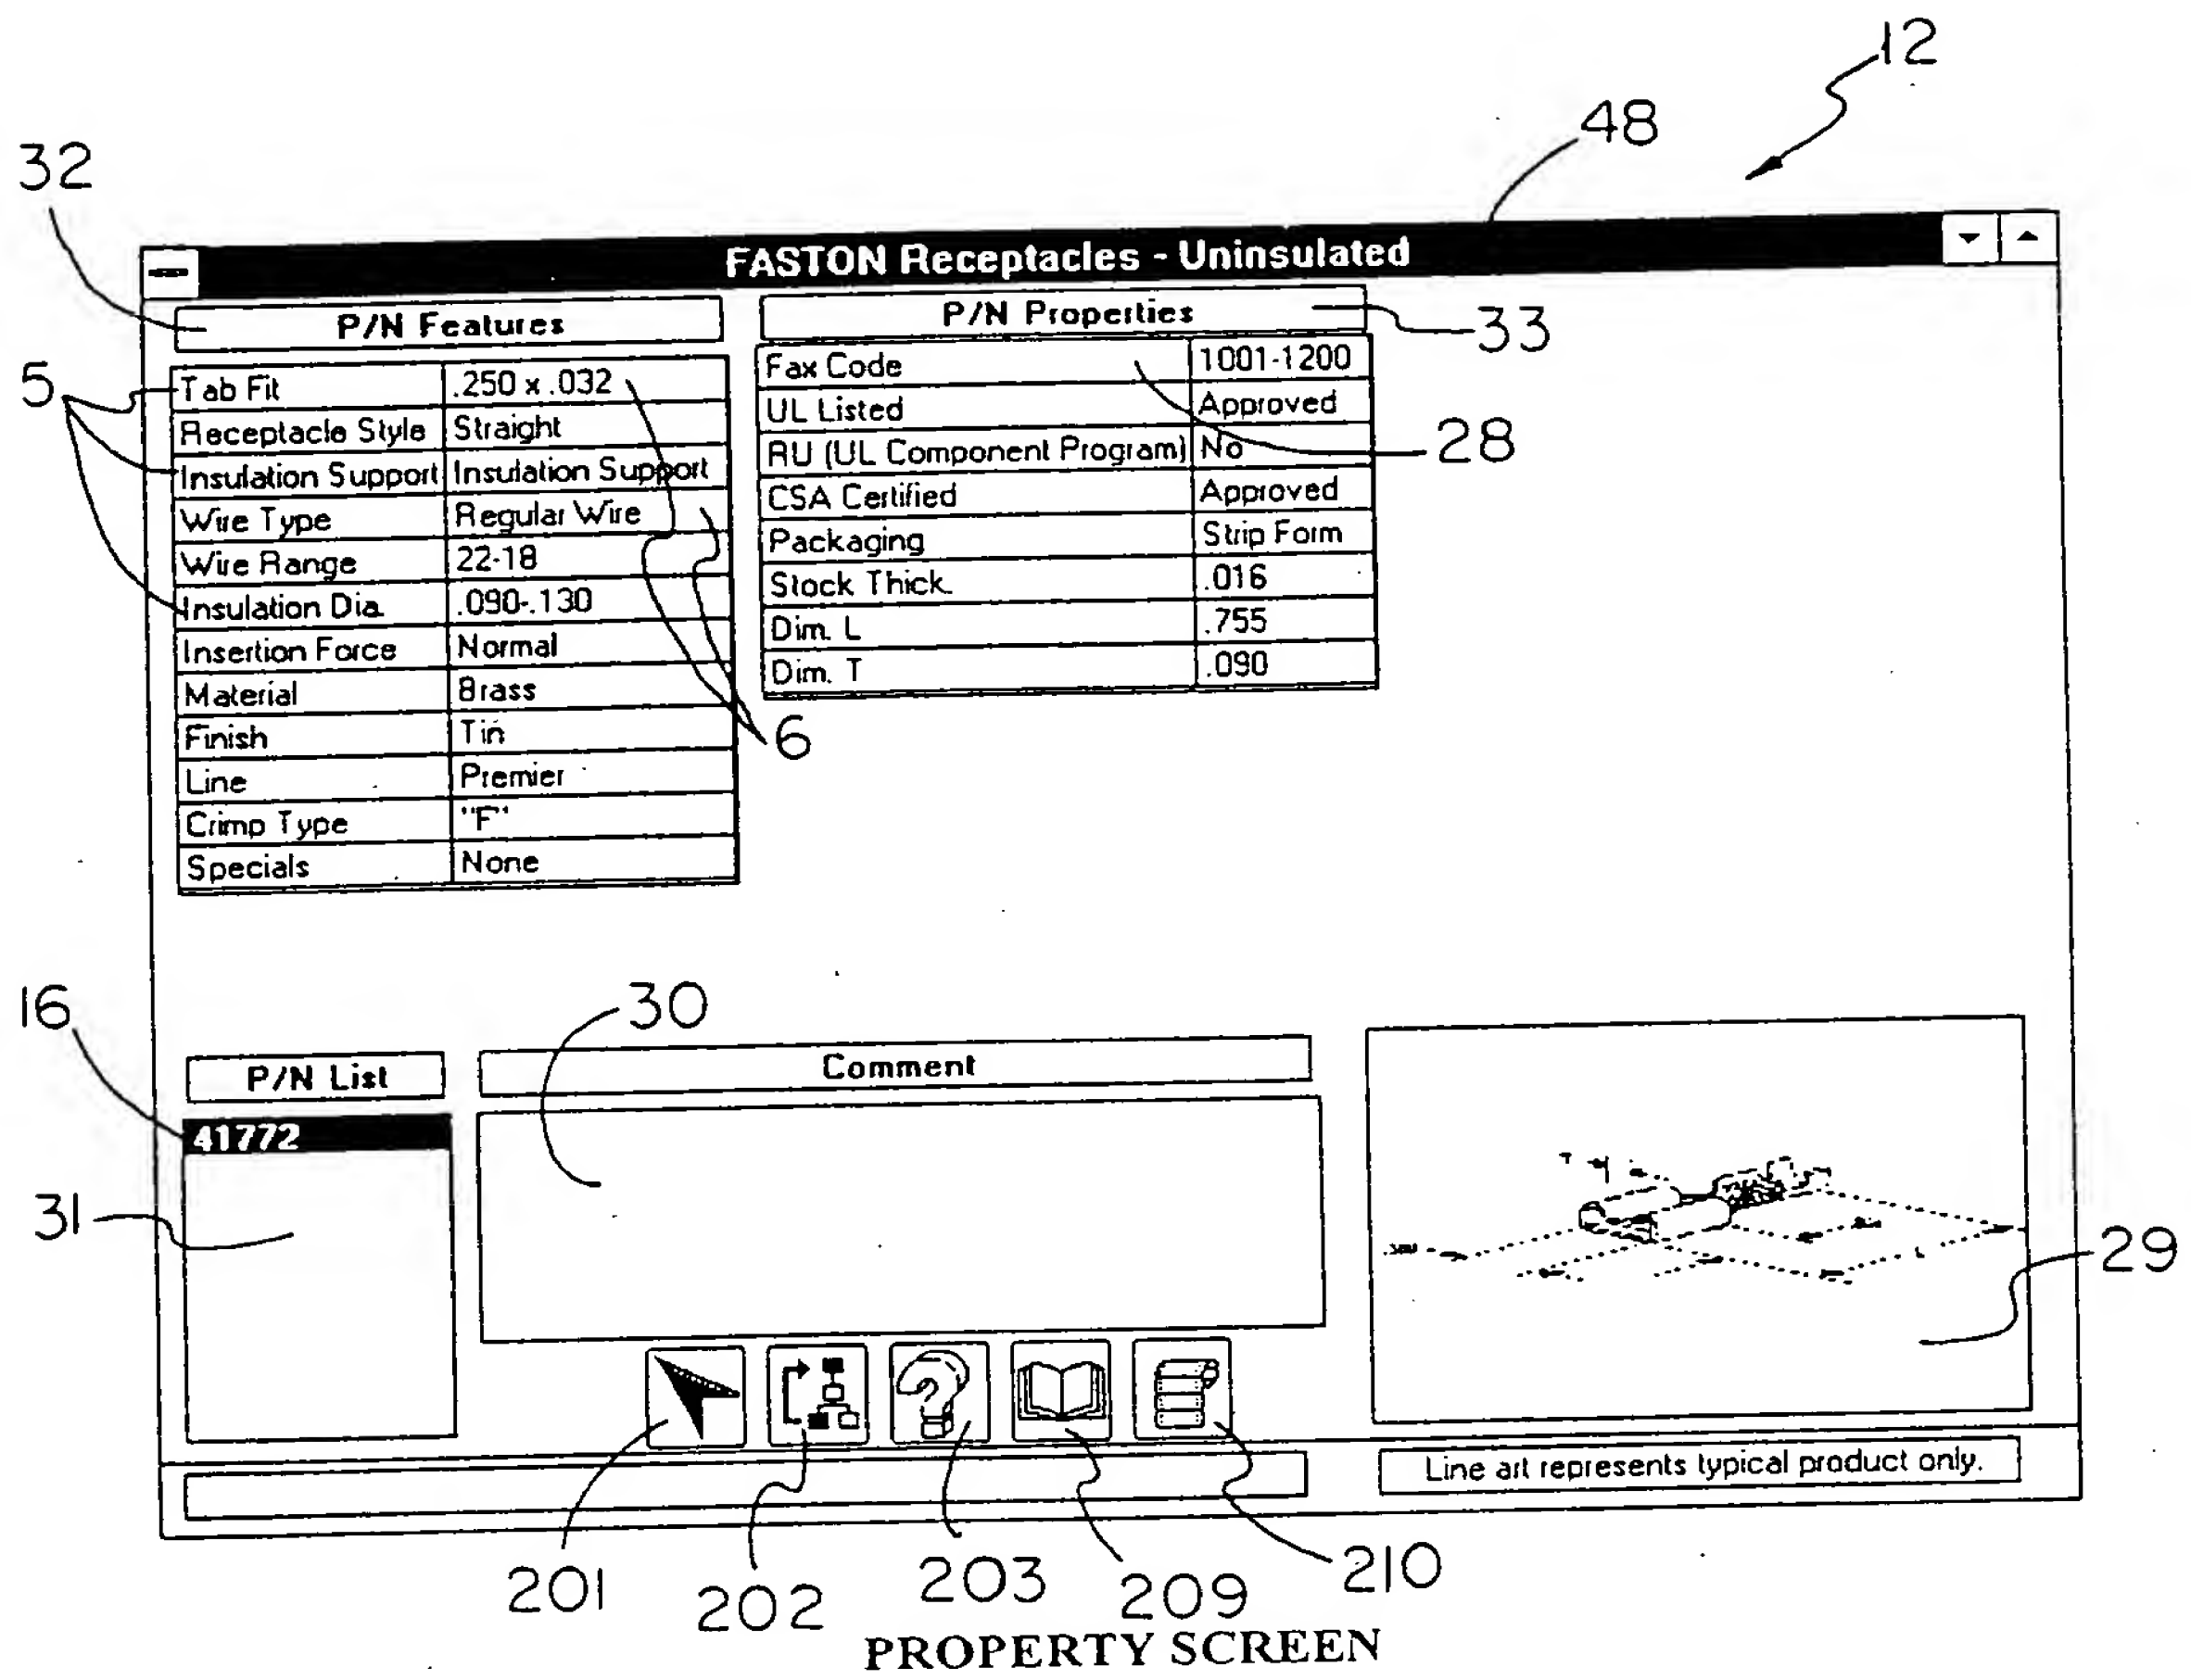 12
48
32
FASTON Receptacles - Uninsulated
P/N Features
P/N Properties
33
5
Tab Fit .250 x .032
Receptacle Style Straight
Insulation Support Insulation Support
Wire Type Regular Wire
Wire Range 22-18
Insulation Dia. .090-.130
Insertion Force Normal
Material Brass
Finish Tin
Line Premier
Crimp Type "F"
Specials None
Fax Code 1001-1200
UL Listed Approved
RU (UL Component Program) No
CSA Certified Approved
Packaging Strip Form
Stock Thick. .016
Dim. L .755
Dim. T .090
28
6
16
30
P/N List
Comment
41772
31
T
L
29
Line art represents typical product only.
201
202
203
209
210
PROPERTY SCREEN